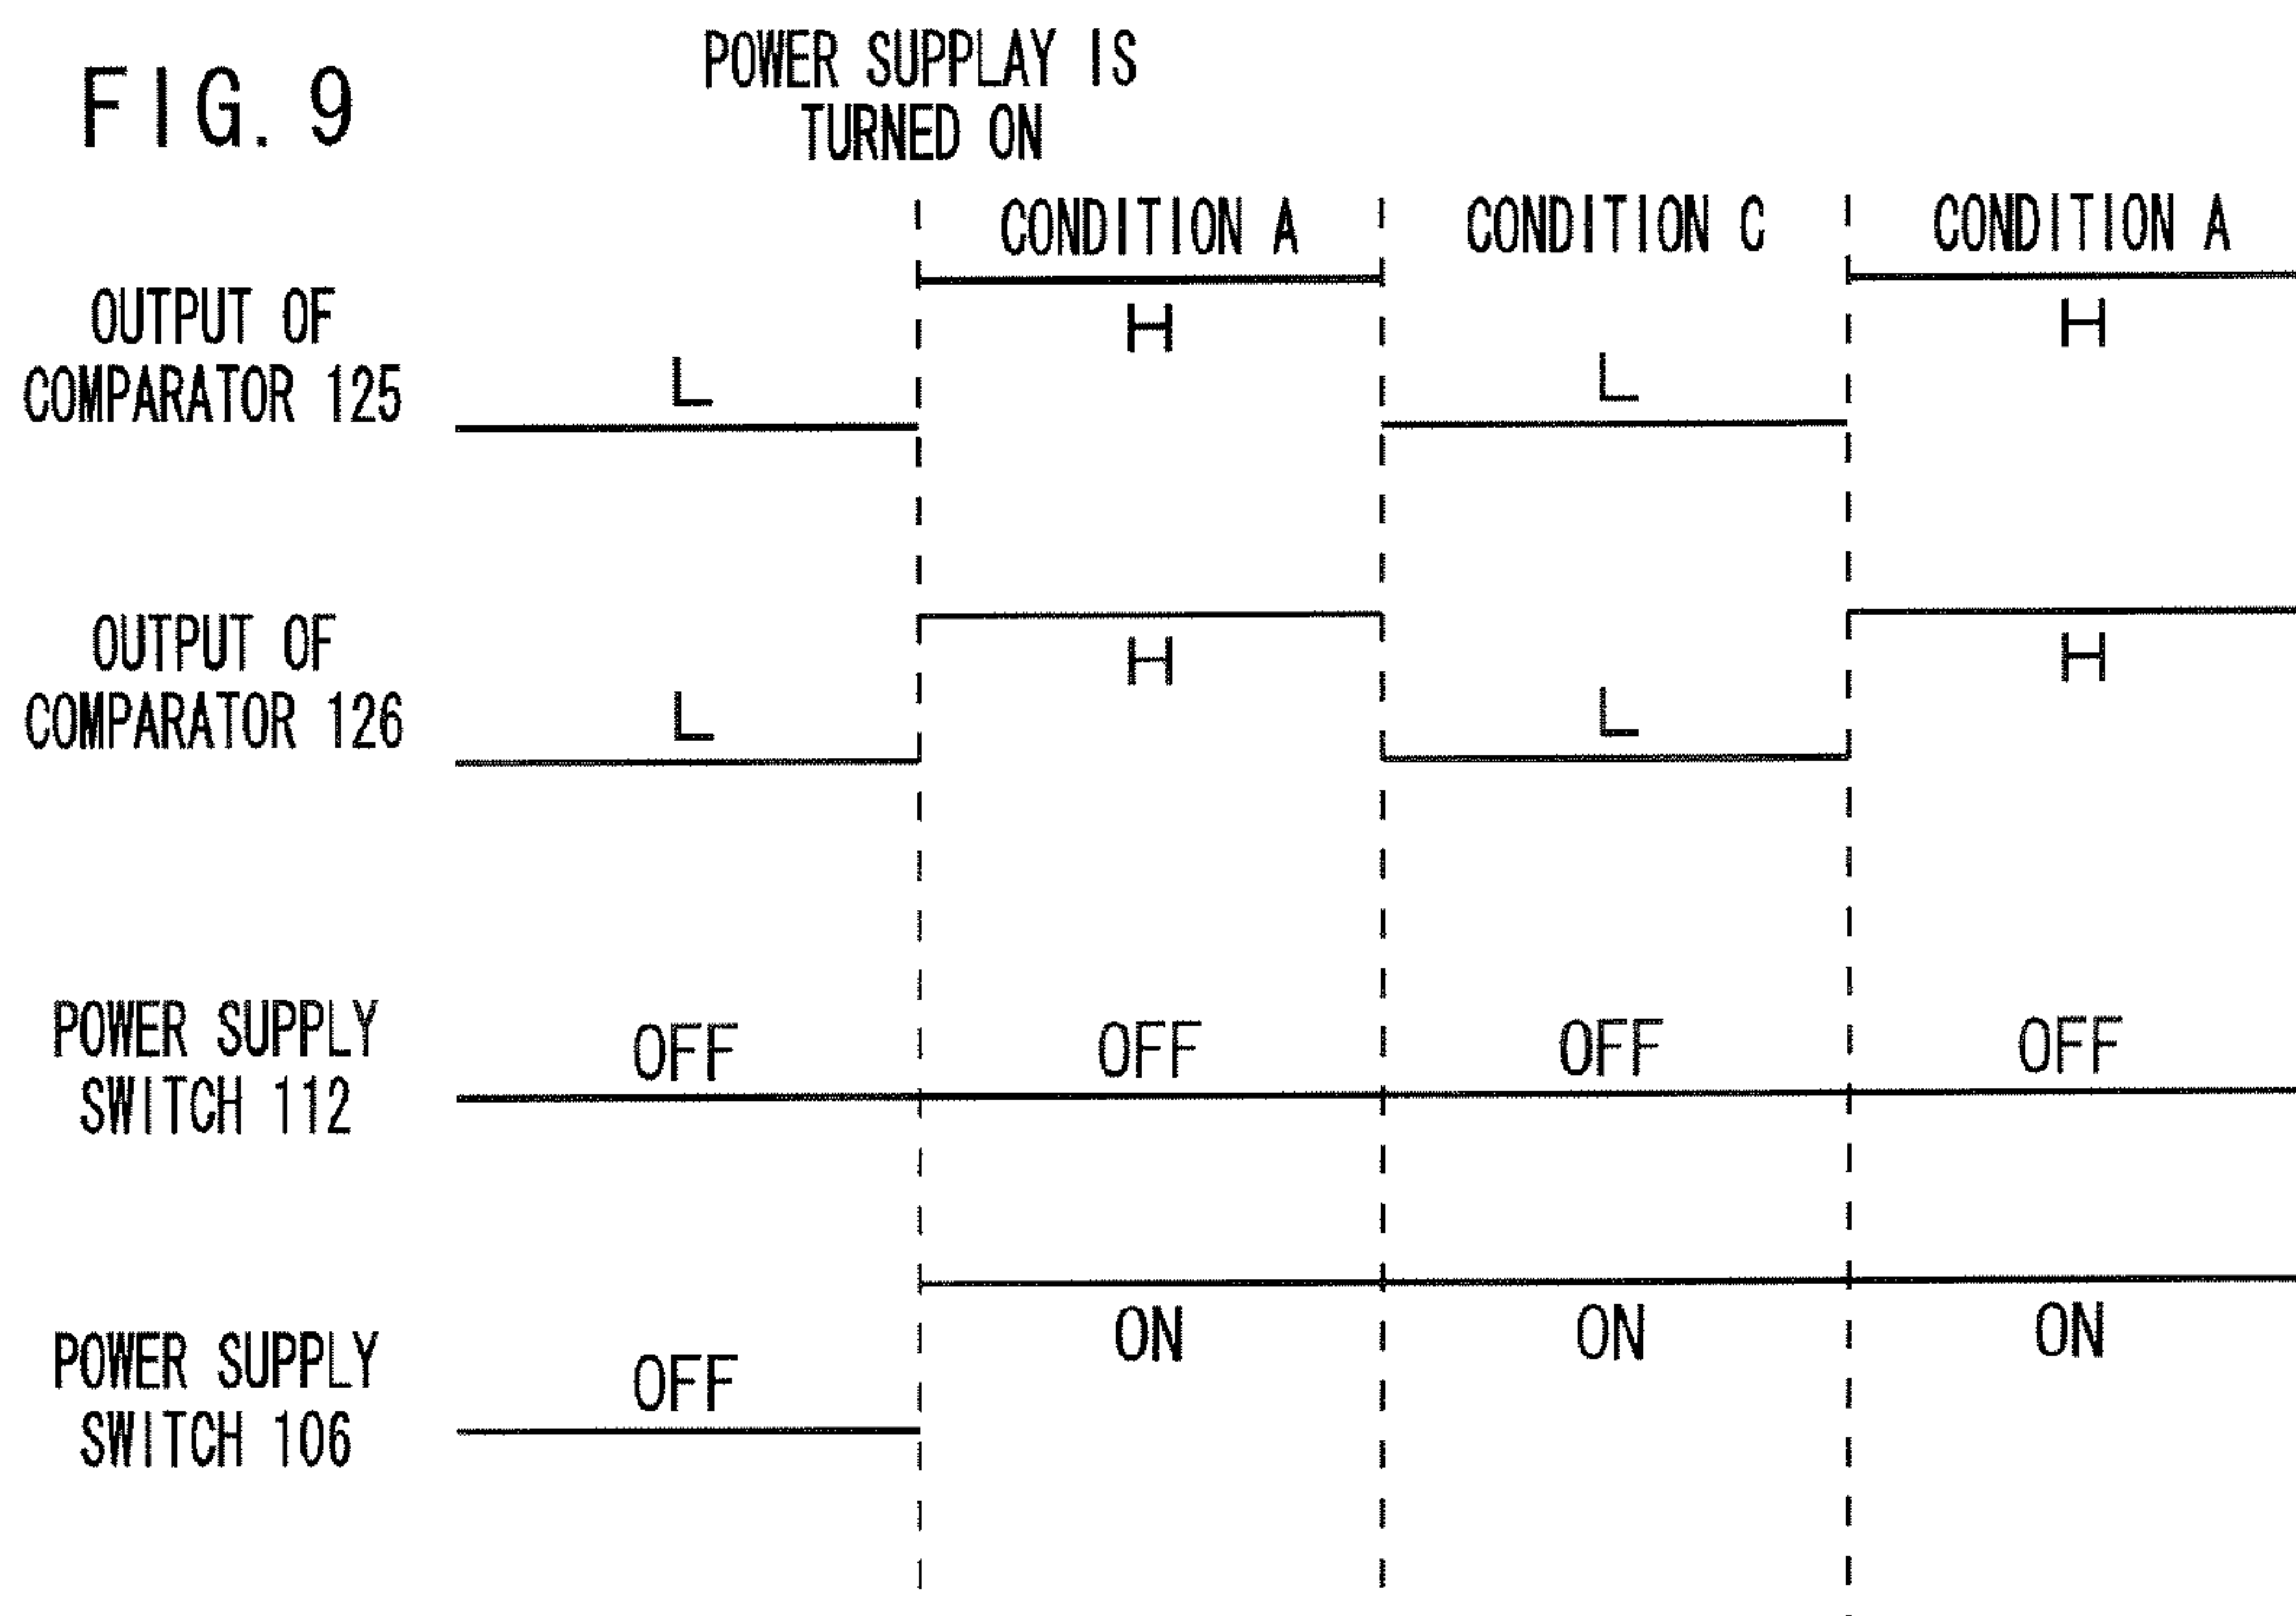 FIG. 9
POWER SUPPLAY IS
TURNED ON
CONDITION A
CONDITION C
CONDITION A
OUTPUT OF
COMPARATOR 125
L
H
L
H
OUTPUT OF
COMPARATOR 126
L
H
L
H
POWER SUPPLY
SWITCH 112
OFF
OFF
OFF
OFF
POWER SUPPLY
SWITCH 106
OFF
ON
ON
ON